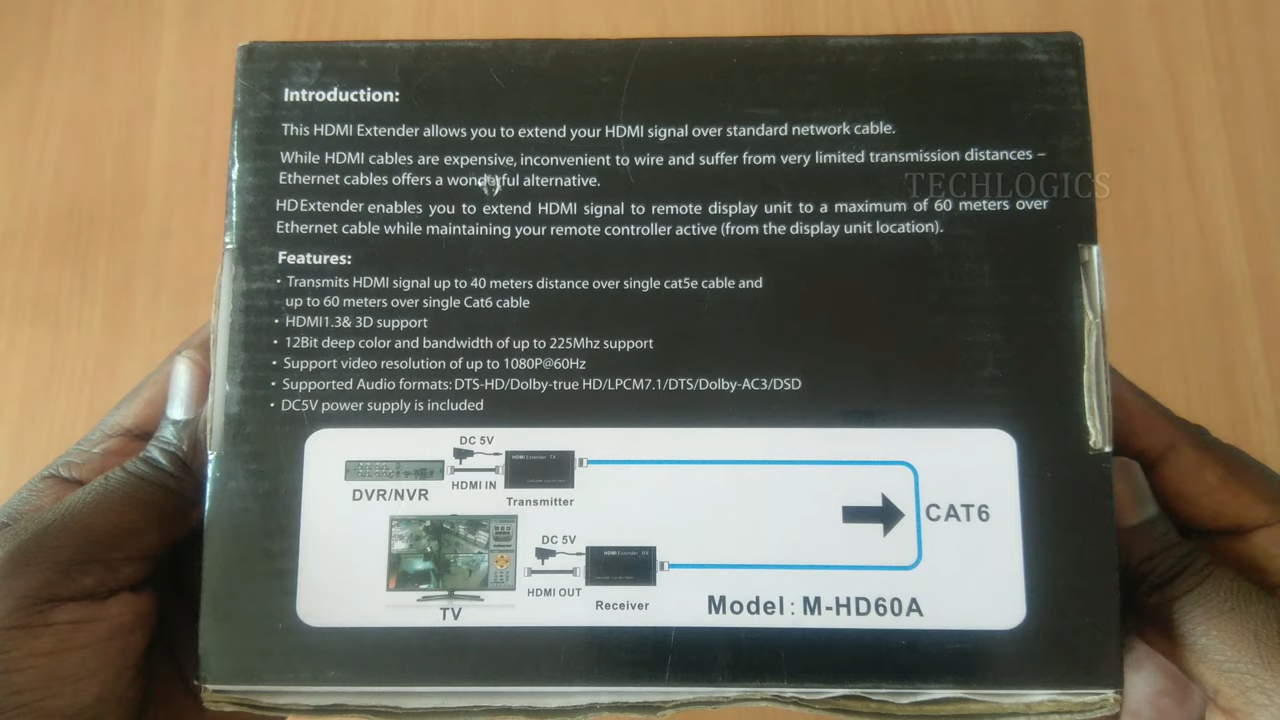 Introduction:
This HDMI Extender allows you to extend your HDMI signal over standard network cable.
While HDMI cables are expensive, inconvenient to wire and suffer from very limited transmission distances –
Ethernet cables offers a wonderful alternative.
TECHLOGICS
HDExtender enables you to extend HDMI signal to remote display unit to a maximum of 60 meters over
Ethernet cable while maintaining your remote controller active (from the display unit location).
Features:
• Transmits HDMI signal up to 40 meters distance over single cat5e cable and
up to 60 meters over single Cat6 cable
• HDMI1.3& 3D support
• 12Bit deep color and bandwidth of up to 225Mhz support
• Support video resolution of up to 1080P@60Hz
• Supported Audio formats: DTS-HD/Dolby-true HD/LPCM7.1/DTS/Dolby-AC3/DSD
• DC5V power supply is included
DC 5V
HDMI Extender TX
HDMI IN
DVR/NVR
Transmitter
CAT6
DC 5V
HDMI Extender RX
HDMI OUT
Receiver
TV
Model : M-HD60A